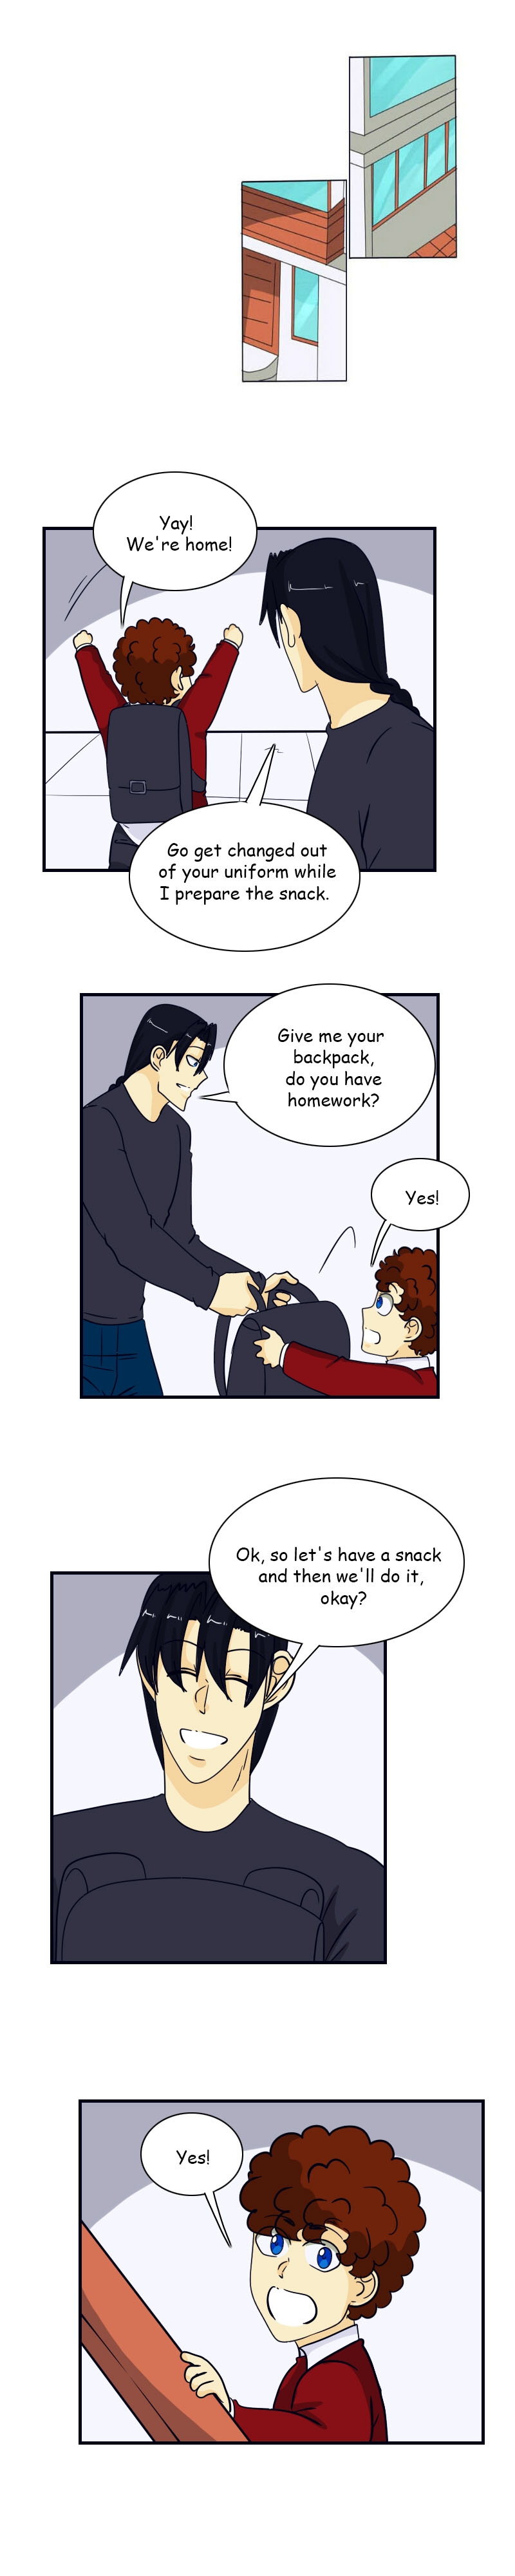 Yay!
We're home!
Go get changed out
of your uniform while
I prepare the snack.
Give me your
backpack,
do you have
homework?
Yes!
Ok, so let's have a snack
and then we'll do it,
okay?
Yes!